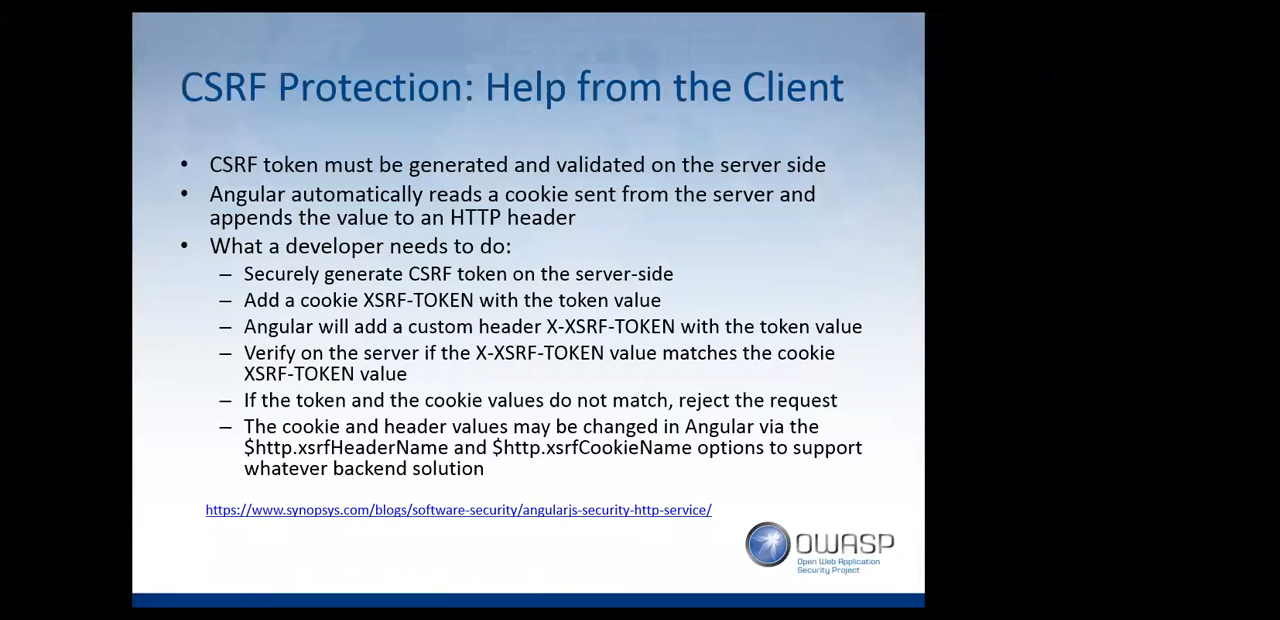 CSRF Protection: Help from the Client
• CSRF token must be generated and validated on the server side
• Angular automatically reads a cookie sent from the server and
appends the value to an HTTP header
• What a developer needs to do:
– Securely generate CSRF token on the server-side
– Add a cookie XSRF-TOKEN with the token value
– Angular will add a custom header X-XSRF-TOKEN with the token value
– Verify on the server if the X-XSRF-TOKEN value matches the cookie
XSRF-TOKEN value
– If the token and the cookie values do not match, reject the request
– The cookie and header values may be changed in Angular via the
$http.xsrfHeaderName and $http.xsrfCookieName options to support
whatever backend solution
https://www.synopsys.com/blogs/software-security/angularjs-security-http-service/
OWASP
Open Web Application
Security Project